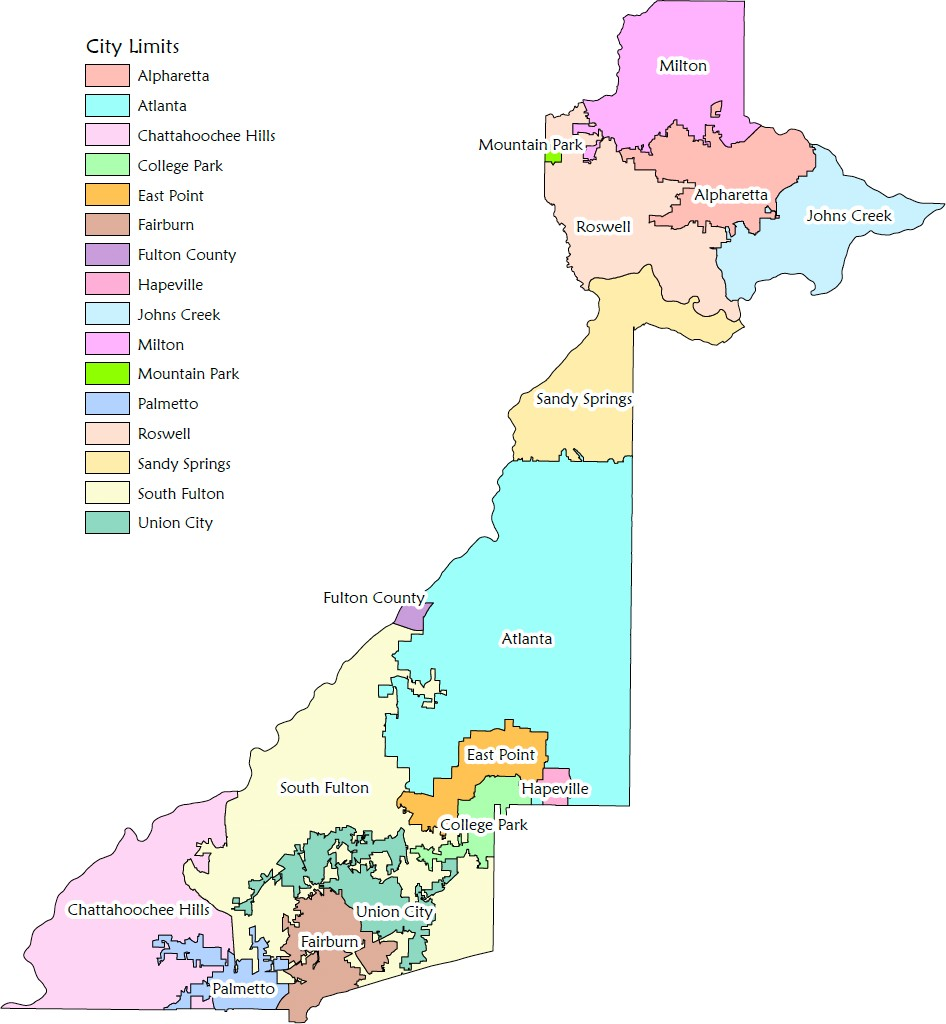 City Limits
Alpharetta
Atlanta
Chattahoochee Hills
College Park
East Point
Fairburn
Fulton County
Hapeville
Johns Creek
Milton
Mountain Park
Palmetto
Roswell
Sandy Springs
South Fulton
Union City
Milton
Mountain Park
Alpharetta
Johns Creek
Roswell
Sandy Springs
Fulton County
Atlanta
East Point
South Fulton
Hapeville
College Park
Chattahoochee Hills
Union City
Fairburn
Palmetto